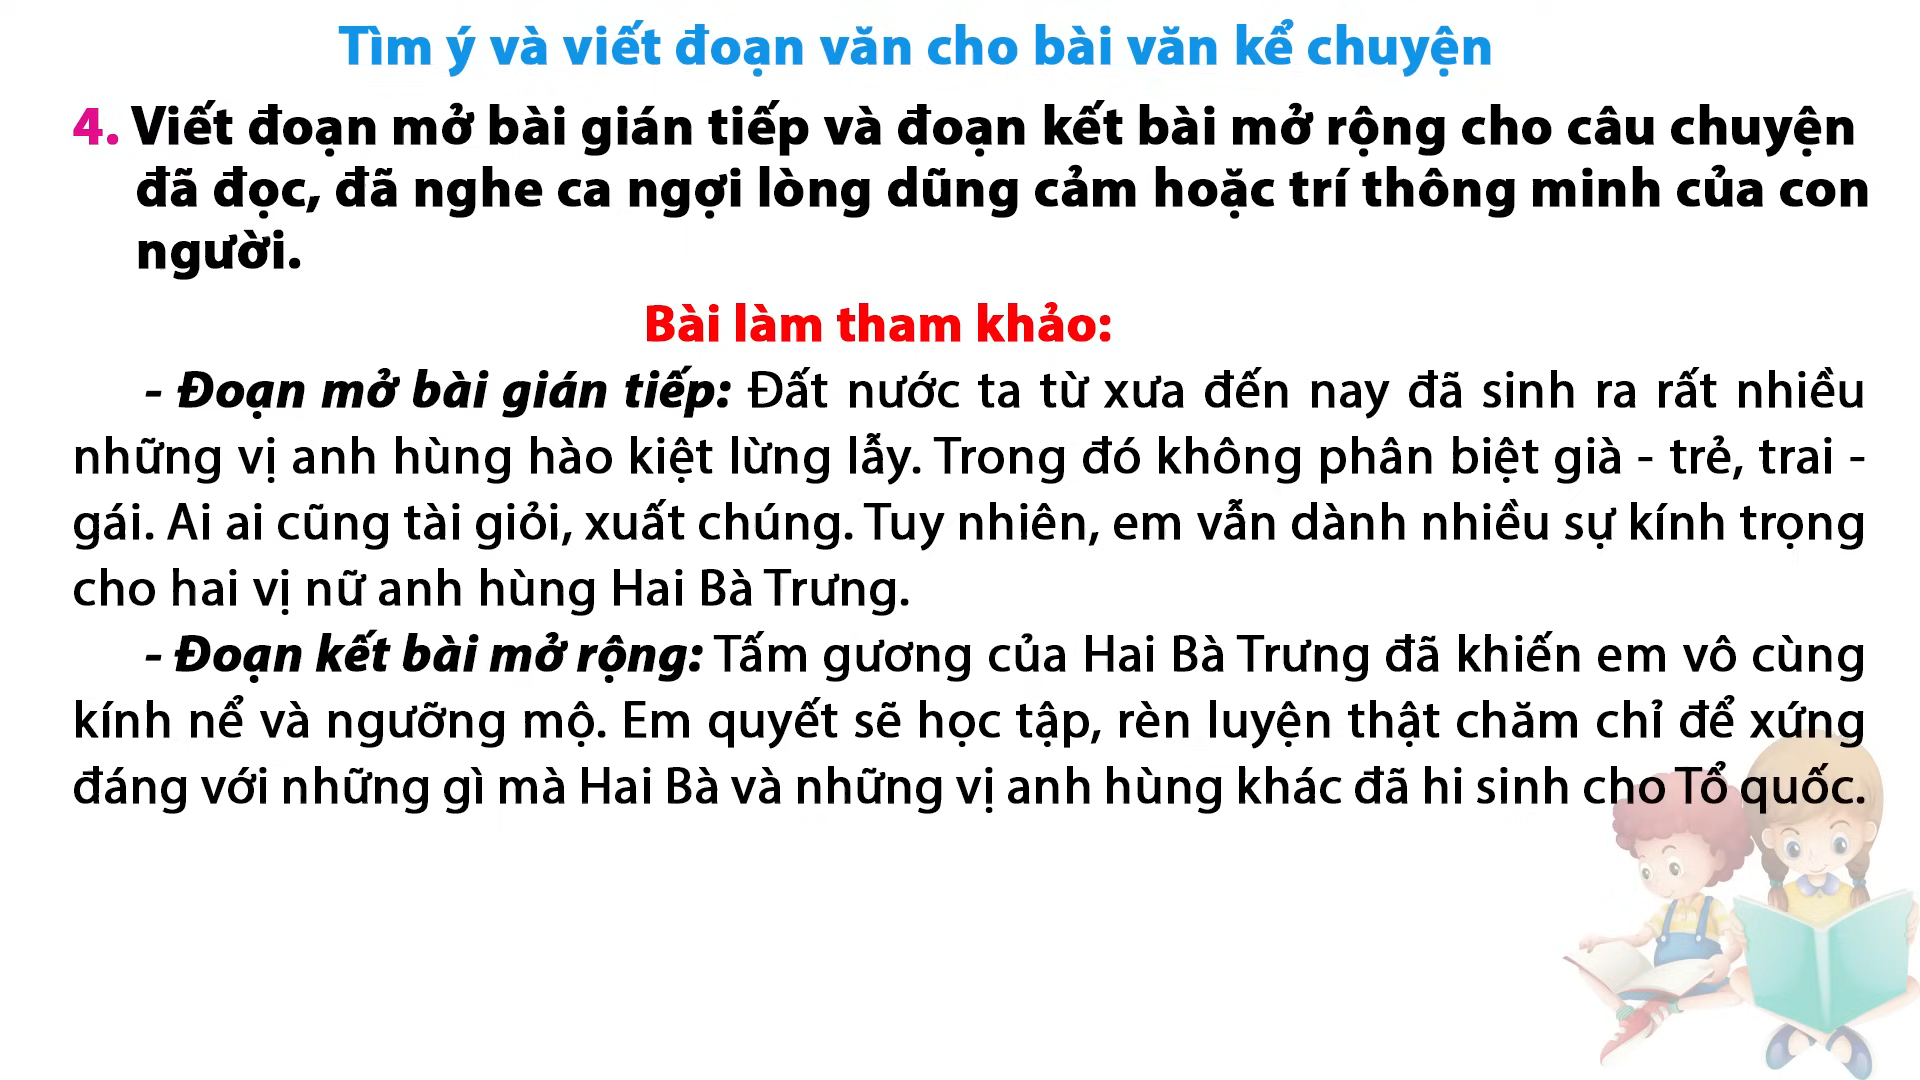 Tìm ý và viết đoạn văn cho bài văn kể chuyện
4. Viết đoạn mở bài gián tiếp và đoạn kết bài mở rộng cho câu chuyện
đã đọc, đã nghe ca ngợi lòng dũng cảm hoặc trí thông minh của con
người.
Bài làm tham khảo:
- Đoạn mở bài gián tiếp: Đất nước ta từ xưa đến nay đã sinh ra rất nhiều
những vị anh hùng hào kiệt lừng lẫy. Trong đó không phân biệt già - trẻ, trai -
gái. Ai ai cũng tài giỏi, xuất chúng. Tuy nhiên, em vẫn dành nhiều sự kính trọng
cho hai vị nữ anh hùng Hai Bà Trưng.
- Đoạn kết bài mở rộng: Tấm gương của Hai Bà Trưng đã khiến em vô cùng
kính nể và ngưỡng mộ. Em quyết sẽ học tập, rèn luyện thật chăm chỉ để xứng
đáng với những gì mà Hai Bà và những vị anh hùng khác đã hi sinh cho Tổ quốc.